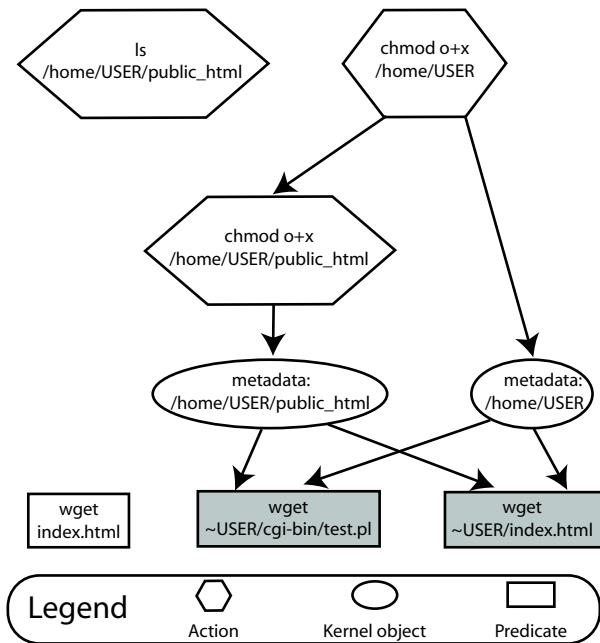 ls
/home/USER/public_html
chmod o+x
/home/USER
chmod o+x
/home/USER/public_html
metadata:
/home/USER/public_html
metadata:
/home/USER
wget
index.html
wget
~USER/cgi-bin/test.pl
wget
~USER/index.html
Legend
Action
Kernel object
Predicate